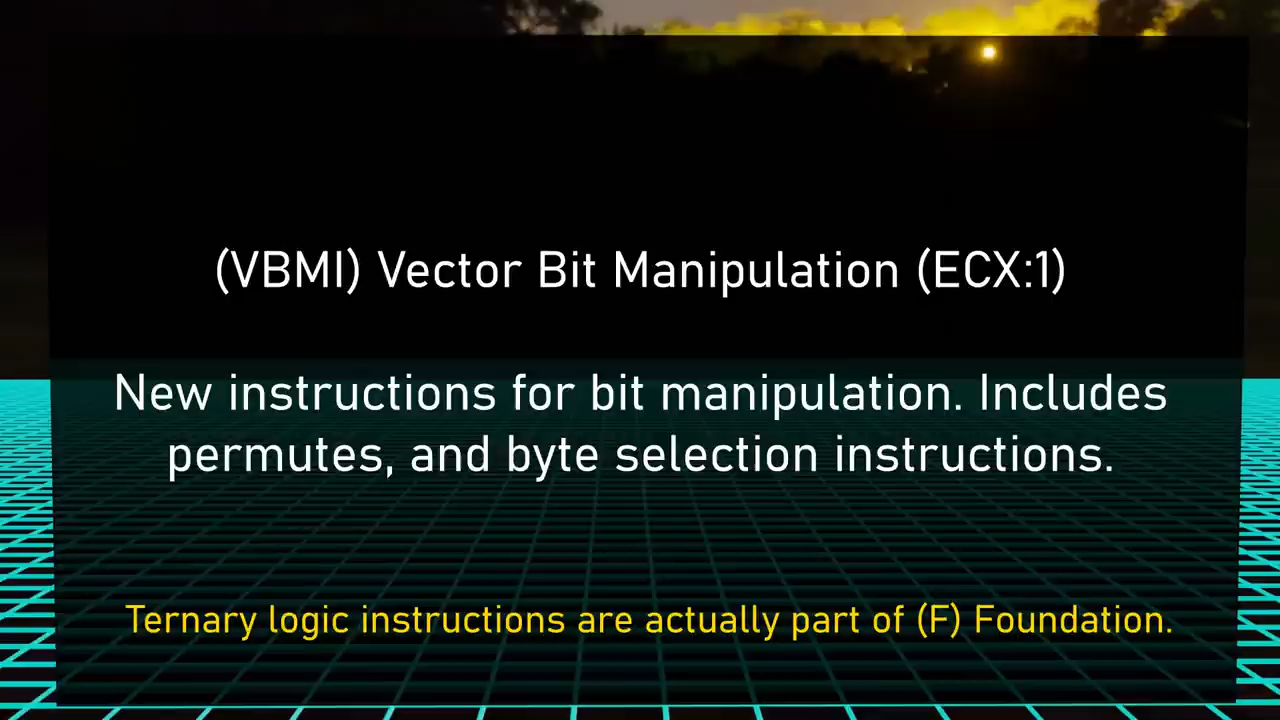 (VBMI) Vector Bit Manipulation (ECX:1)
New instructions for bit manipulation. Includes
permutes, and byte selection instructions.
Ternary logic instructions are actually part of (F) Foundation.